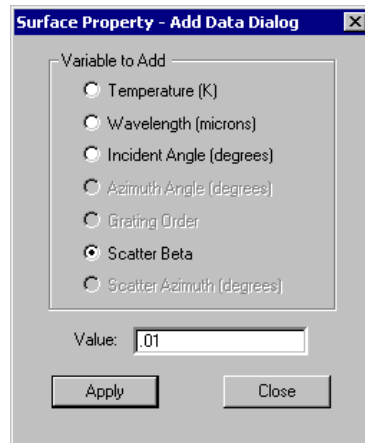 Surface Property - Add Data Dialog
Variable to Add
Temperature (K)
Wavelength (microns)
Incident Angle (degrees)
Azimuth Angle (degrees)
Grating Order
Scatter Beta
Scatter Azimuth (degrees)
Value: .01
Apply Close